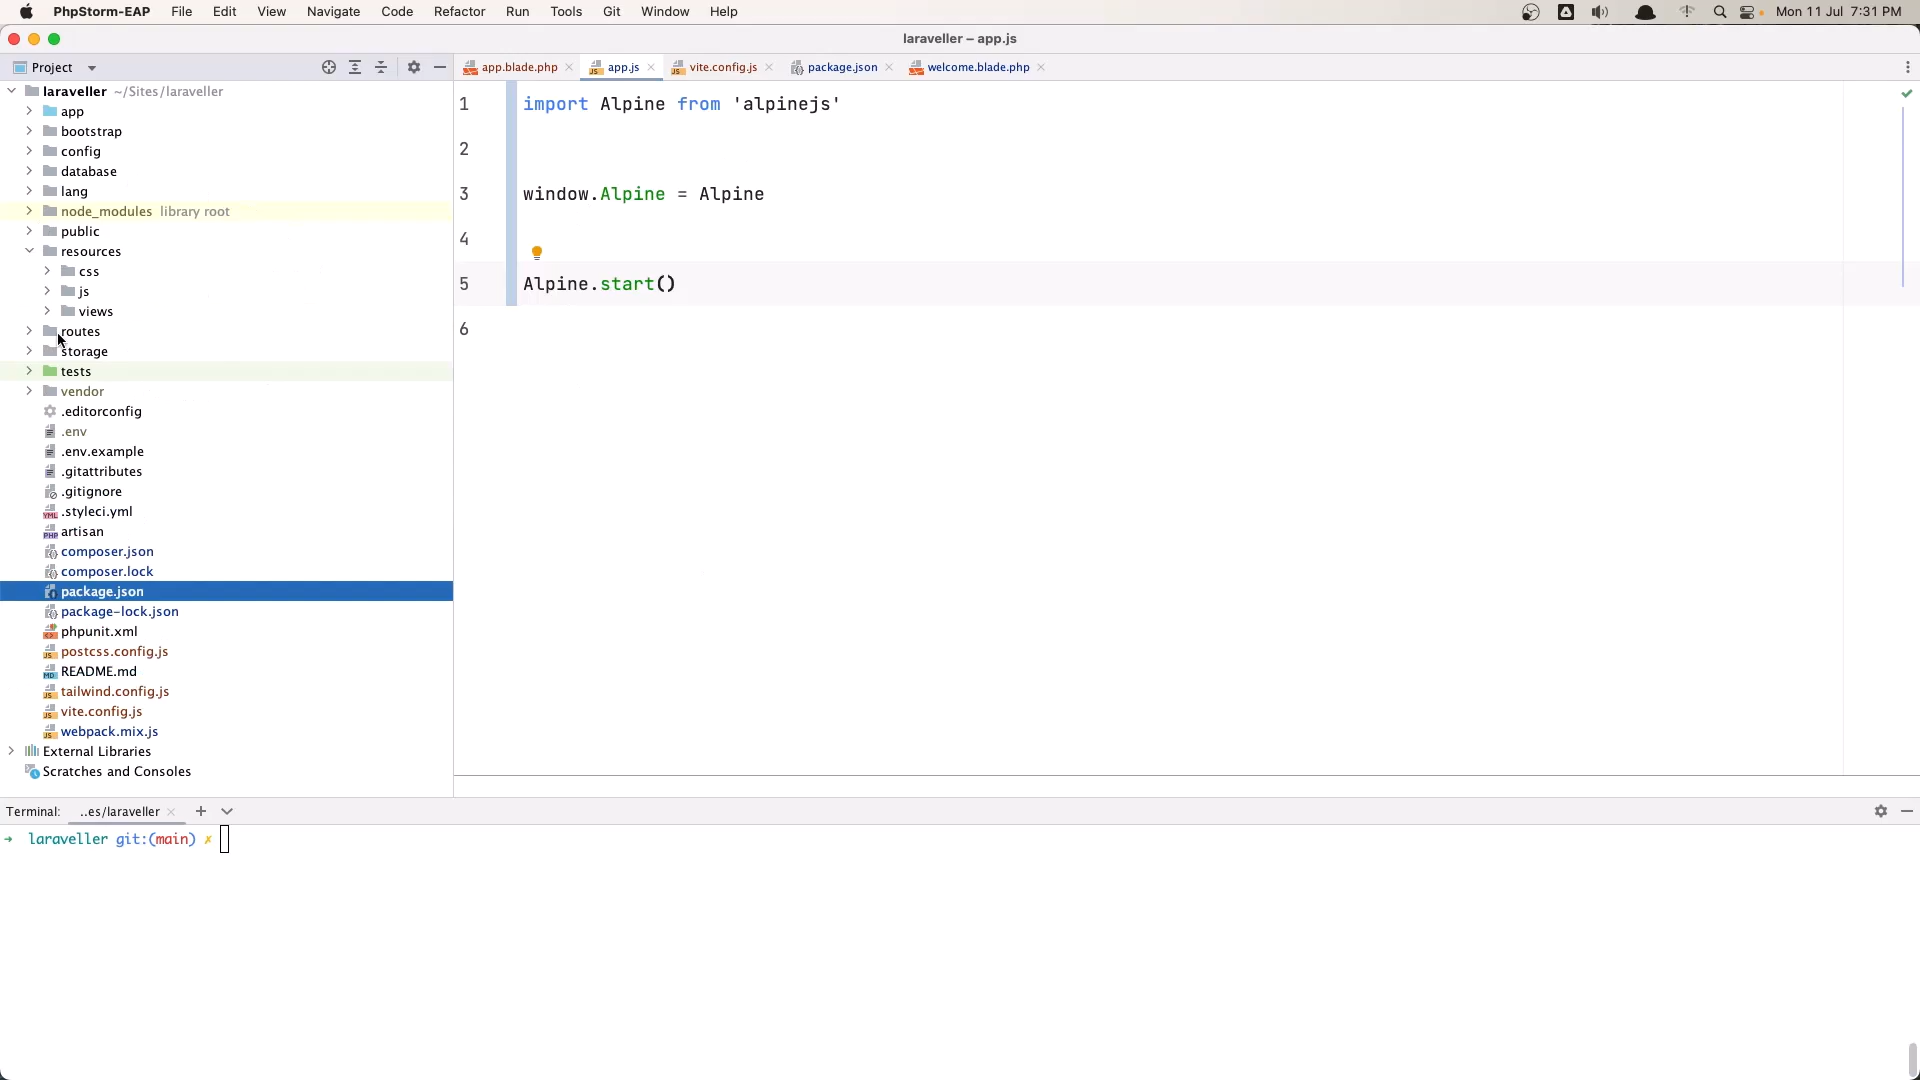 PhpStorm-EAP File Edit View Navigate Code Refactor Run Tools Git Window Help Mon 11 Jul 7:31 PM
laraveller – app.js
Project app.blade.php app.js vite.config.js package.json welcome.blade.php
laraveller ~/Sites/laraveller
app
bootstrap
config
database
lang
node_modules library root
public
resources
css
js
views
routes
storage
tests
vendor
.editorconfig
.env
.env.example
.gitattributes
.gitignore
.styleci.yml
artisan
composer.json
composer.lock
package.json
package-lock.json
phpunit.xml
postcss.config.js
README.md
tailwind.config.js
vite.config.js
webpack.mix.js
External Libraries
Scratches and Consoles
1 import Alpine from 'alpinejs'
2
3 window.Alpine = Alpine
4
5 Alpine.start()
6
Terminal: ..es/laraveller
→ laraveller git:(main) ✗